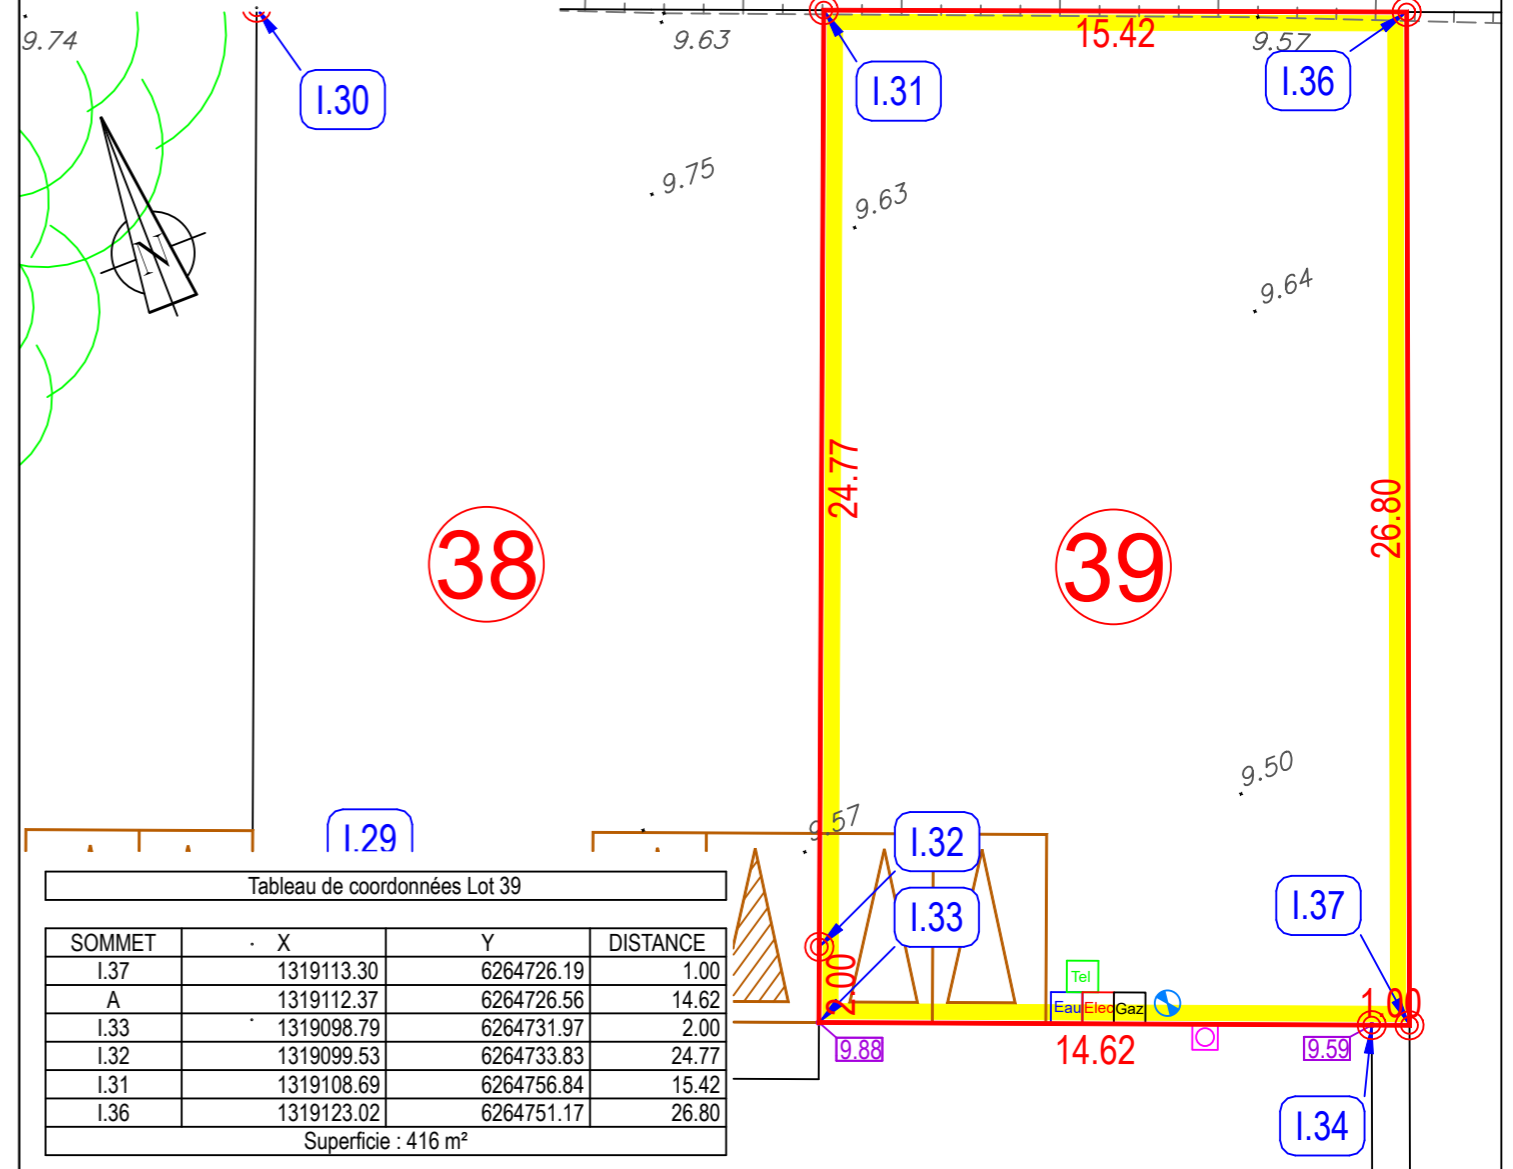 9.74
9.63
15.42
9.57
I.30
I.31
I.36
9.75
9.63
9.64
N
24.77
26.80
38
39
9.50
9.57
I.29
I.32
I.33
I.37
2.00
Tel
Eau Elec Gaz
1.00
9.88
14.62
9.59
I.34
Tableau de coordonnées Lot 39
SOMMET X Y DISTANCE
I.37 1319113.30 6264726.19 1.00
A 1319112.37 6264726.56 14.62
I.33 1319098.79 6264731.97 2.00
I.32 1319099.53 6264733.83 24.77
I.31 1319108.69 6264756.84 15.42
I.36 1319123.02 6264751.17 26.80
Superficie : 416 m²